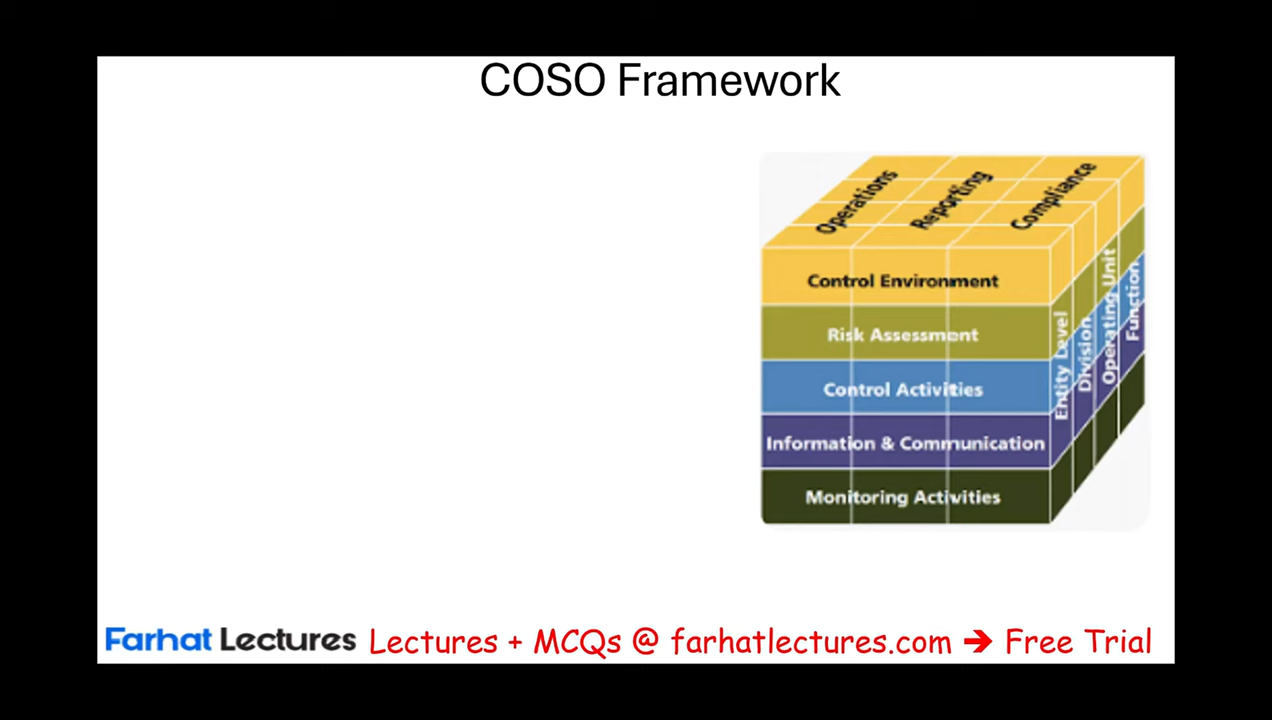 COSO Framework
Operations
Reporting
Compliance
Control Environment
Risk Assessment
Control Activities
Information & Communication
Monitoring Activities
Entity Level
Division
Operating Unit
Function
Farhat Lectures Lectures + MCQs @ farhatlectures.com ➔ Free Trial